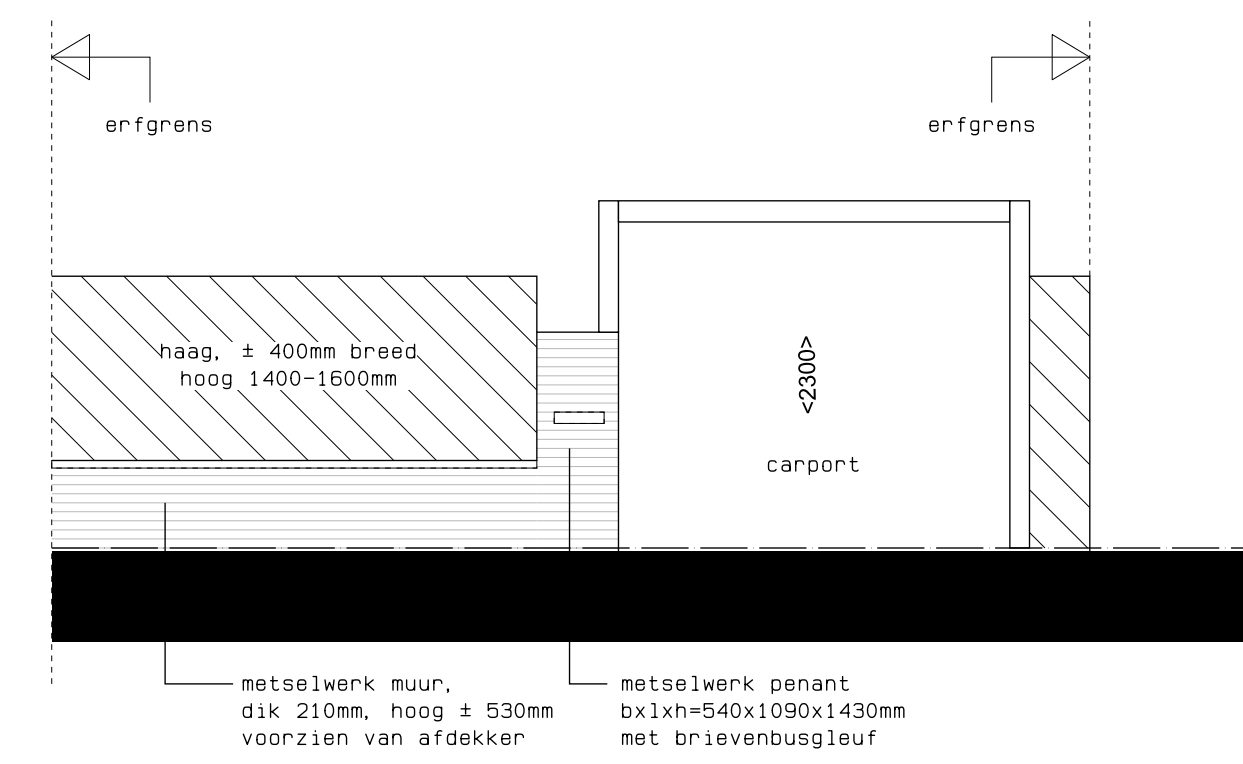 erfgrens
erfgrens
haag, ± 400mm breed
hoog 1400-1600mm
<2300>
carport
metselwerk muur,
dik 210mm, hoog ± 530mm
voorzien van afdekker
metselwerk penant
bxlxh=540x1090x1430mm
met brievenbusgleuf